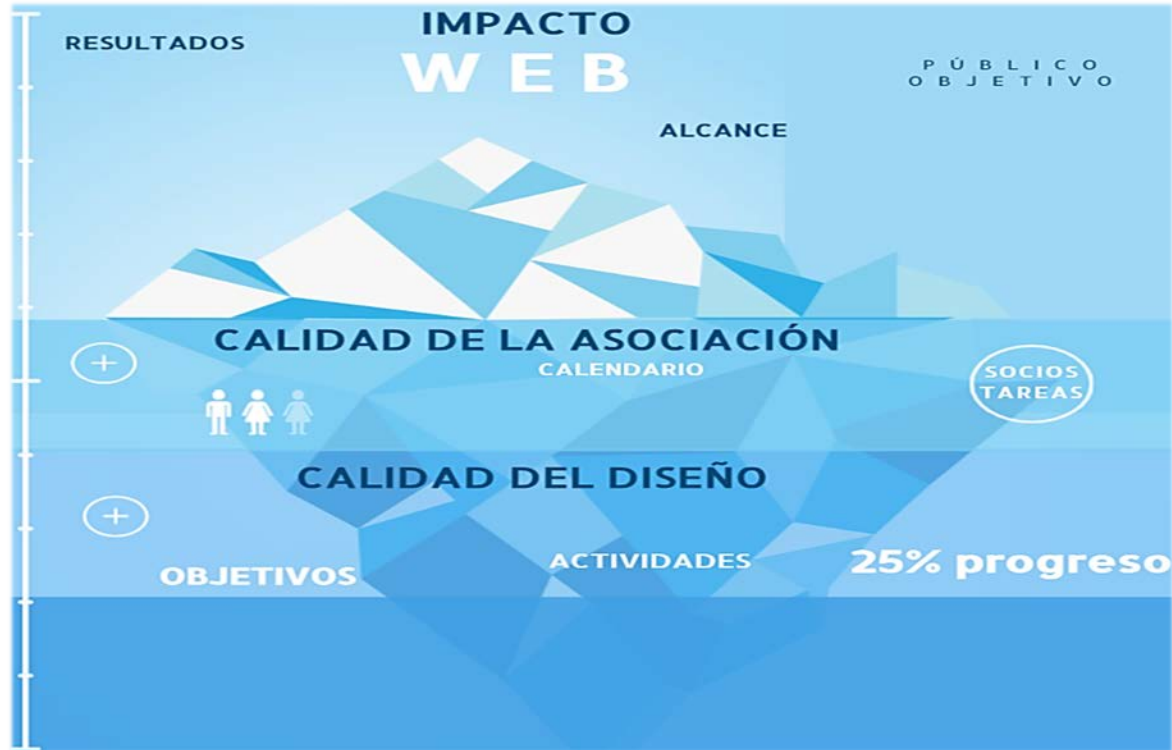 IMPACTO
RESULTADOS
WEB
PÚBLICO
OBJETIVO
ALCANCE
CALIDAD DE LA ASOCIACIÓN
CALENDARIO
SOCIOS
TAREAS
CALIDAD DEL DISEÑO
ACTIVIDADES
25% progreso
OBJETIVOS